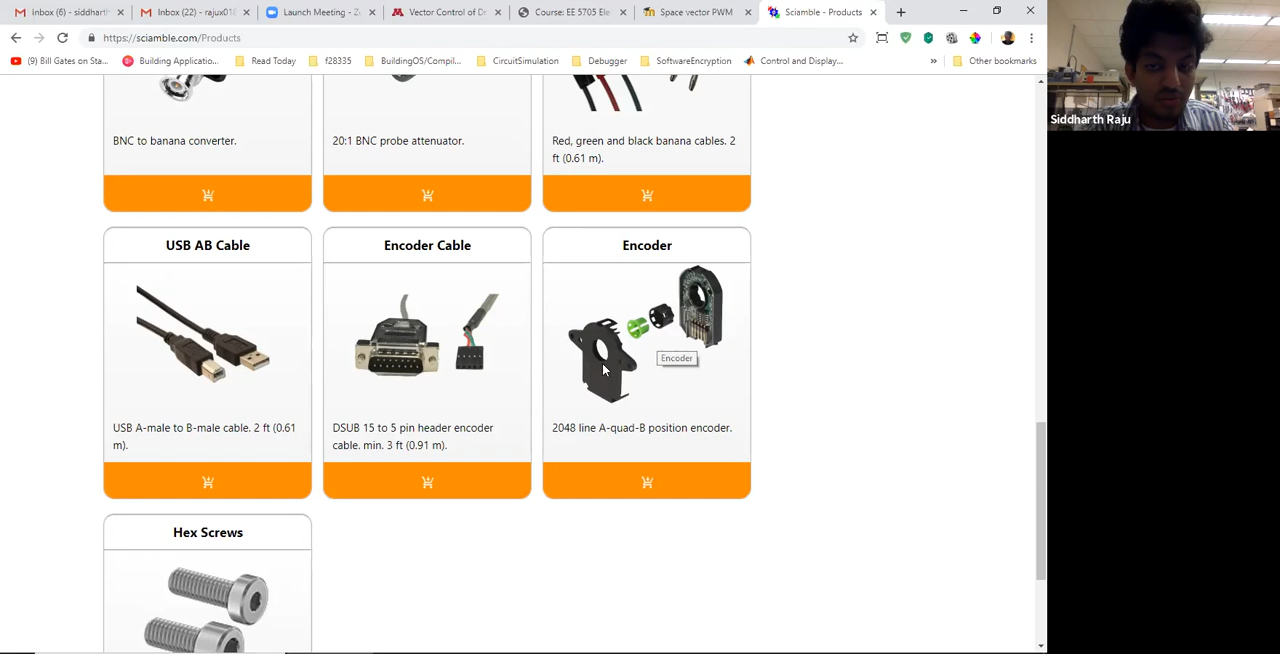 inbox (6) - siddhart
Inbox (22) - rajux01
Launch Meeting - Z
Vector Control of Dr
Course: EE 5705 Ele
Space vector PWM
Sciamble - Products
https://sciamble.com/Products
(9) Bill Gates on Sta...
Building Applicatio...
Read Today
f28335
BuildingOS/Compil...
CircuitSimulation
Debugger
SoftwareEncryption
Control and Display...
»
Other bookmarks
Siddharth Raju
BNC to banana converter.
20:1 BNC probe attenuator.
Red, green and black banana cables. 2
ft (0.61 m).
USB AB Cable
Encoder Cable
Encoder
Encoder
USB A-male to B-male cable. 2 ft (0.61
m).
DSUB 15 to 5 pin header encoder
cable. min. 3 ft (0.91 m).
2048 line A-quad-B position encoder.
Hex Screws